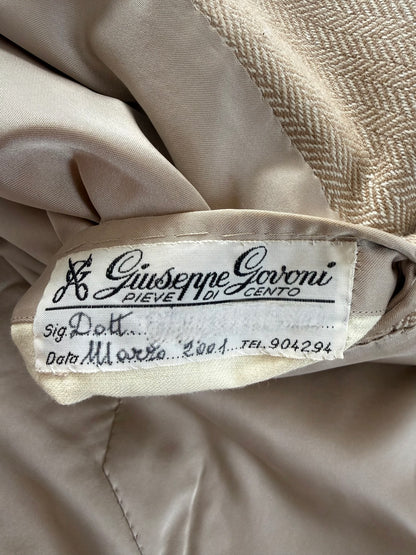 Giuseppe Govoni
PIEVE DI CENTO
Sig. Dott.
Data Marzo 2001 TEL. 904294